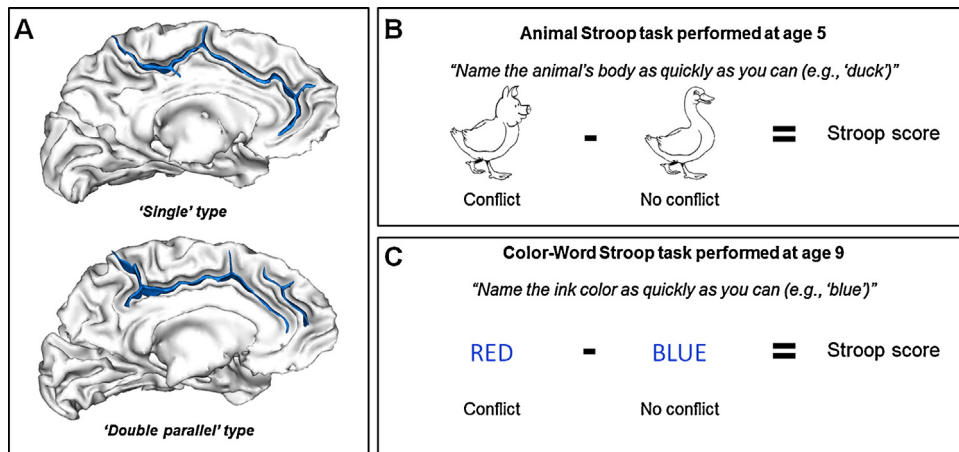 A
'Single' type
'Double parallel' type
B
Animal Stroop task performed at age 5
"Name the animal's body as quickly as you can (e.g., 'duck')"
- = Stroop score
Conflict No conflict
C
Color-Word Stroop task performed at age 9
"Name the ink color as quickly as you can (e.g., 'blue')"
RED - BLUE = Stroop score
Conflict No conflict